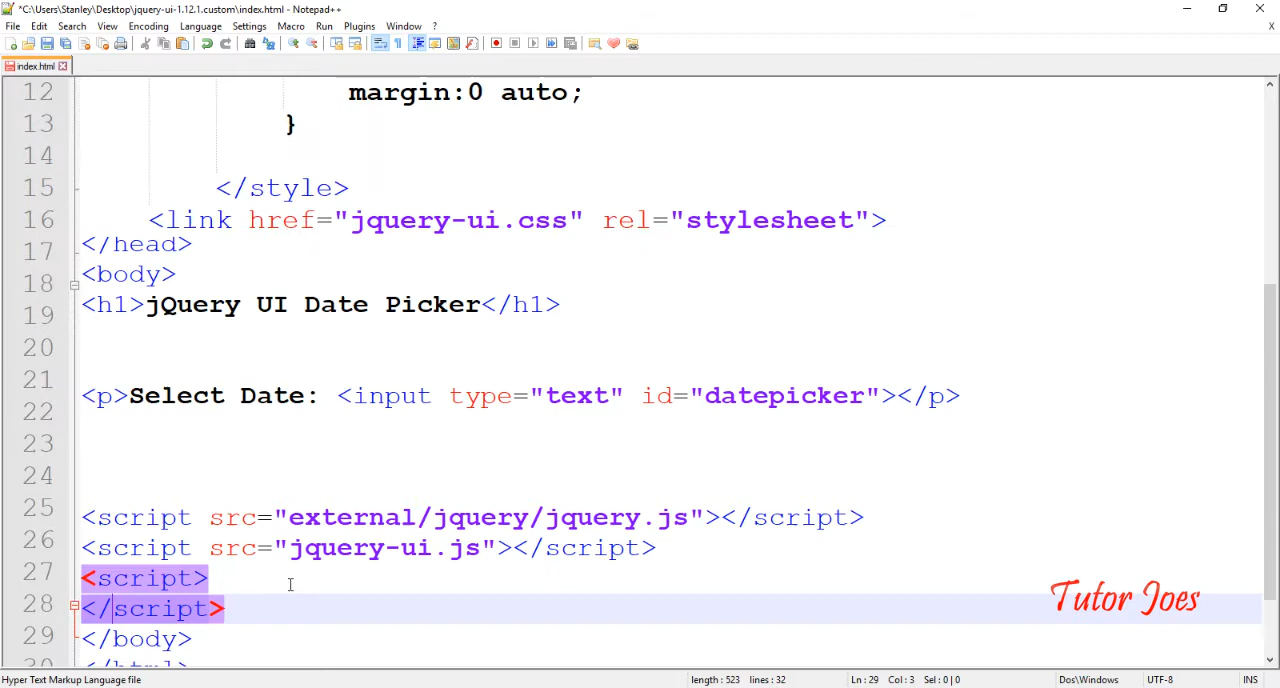 *C:\Users\Stanley\Desktop\jquery-ui-1.12.1.custom\index.html - Notepad++
File Edit Search View Encoding Language Settings Macro Run Plugins Window ?
X
index.html
12 margin:0 auto;
13 }
14
15 </style>
16 <link href="jquery-ui.css" rel="stylesheet">
17 </head>
18 <body>
19 <h1>jQuery UI Date Picker</h1>
20
21
22 <p>Select Date: <input type="text" id="datepicker"></p>
23
24
25 <script src="external/jquery/jquery.js"></script>
26 <script src="jquery-ui.js"></script>
27 <script>
28 </script>
29 </body>
30 </html>
Tutor Joes
Hyper Text Markup Language file length : 523 lines : 32 Ln : 29 Col : 3 Sel : 0 | 0 Dos\Windows UTF-8 INS